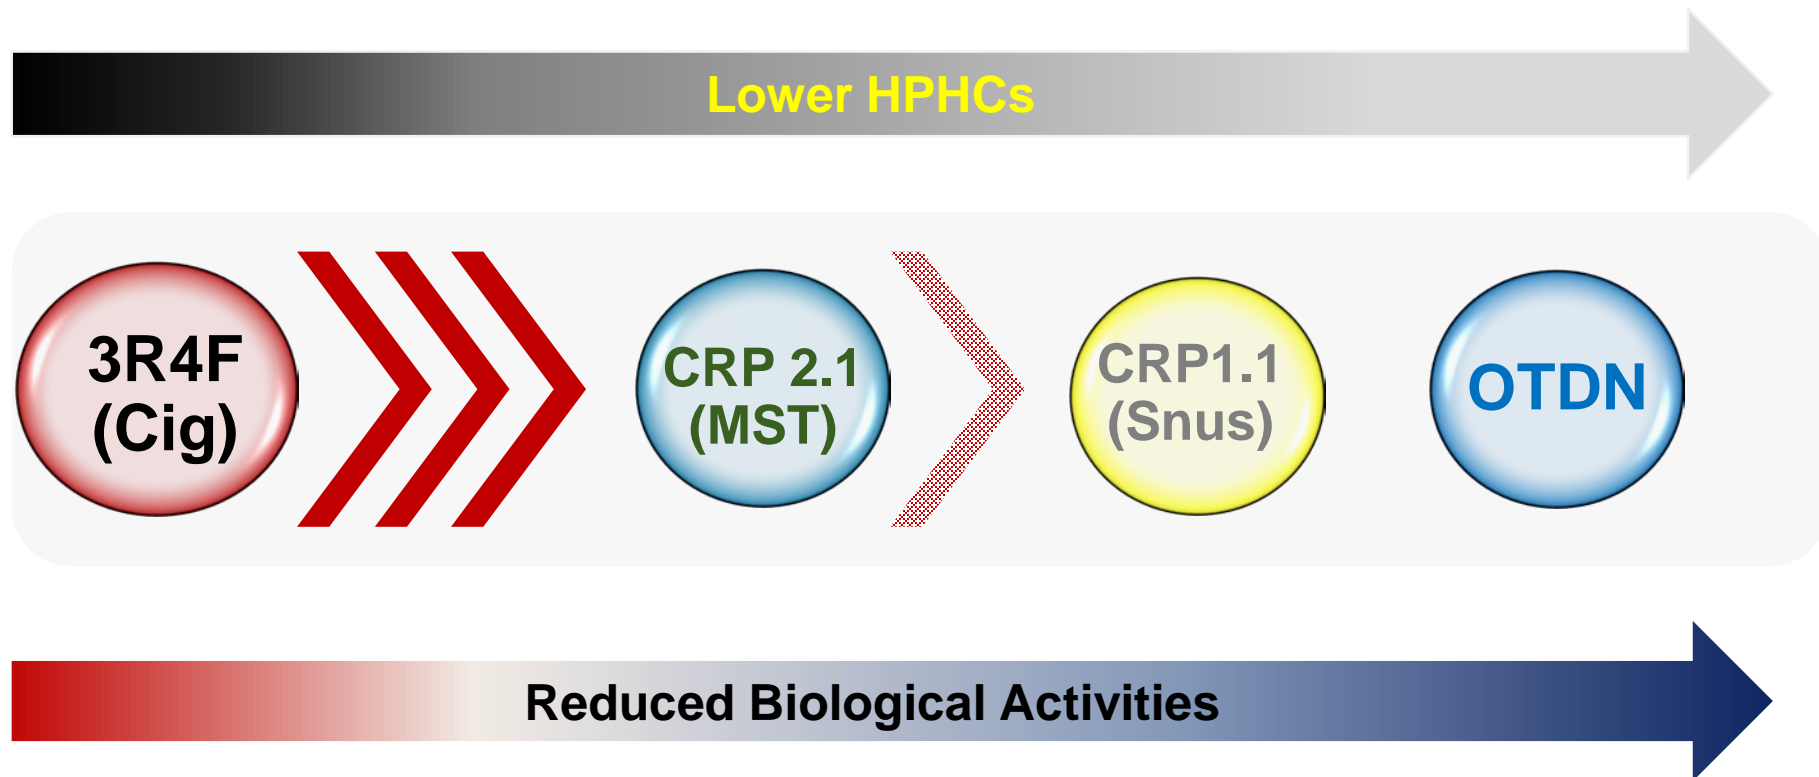 Lower HPHCs
3R4F
(Cig)
CRP 2.1
(MST)
CRP1.1
(Snus)
OTDN
Reduced Biological Activities